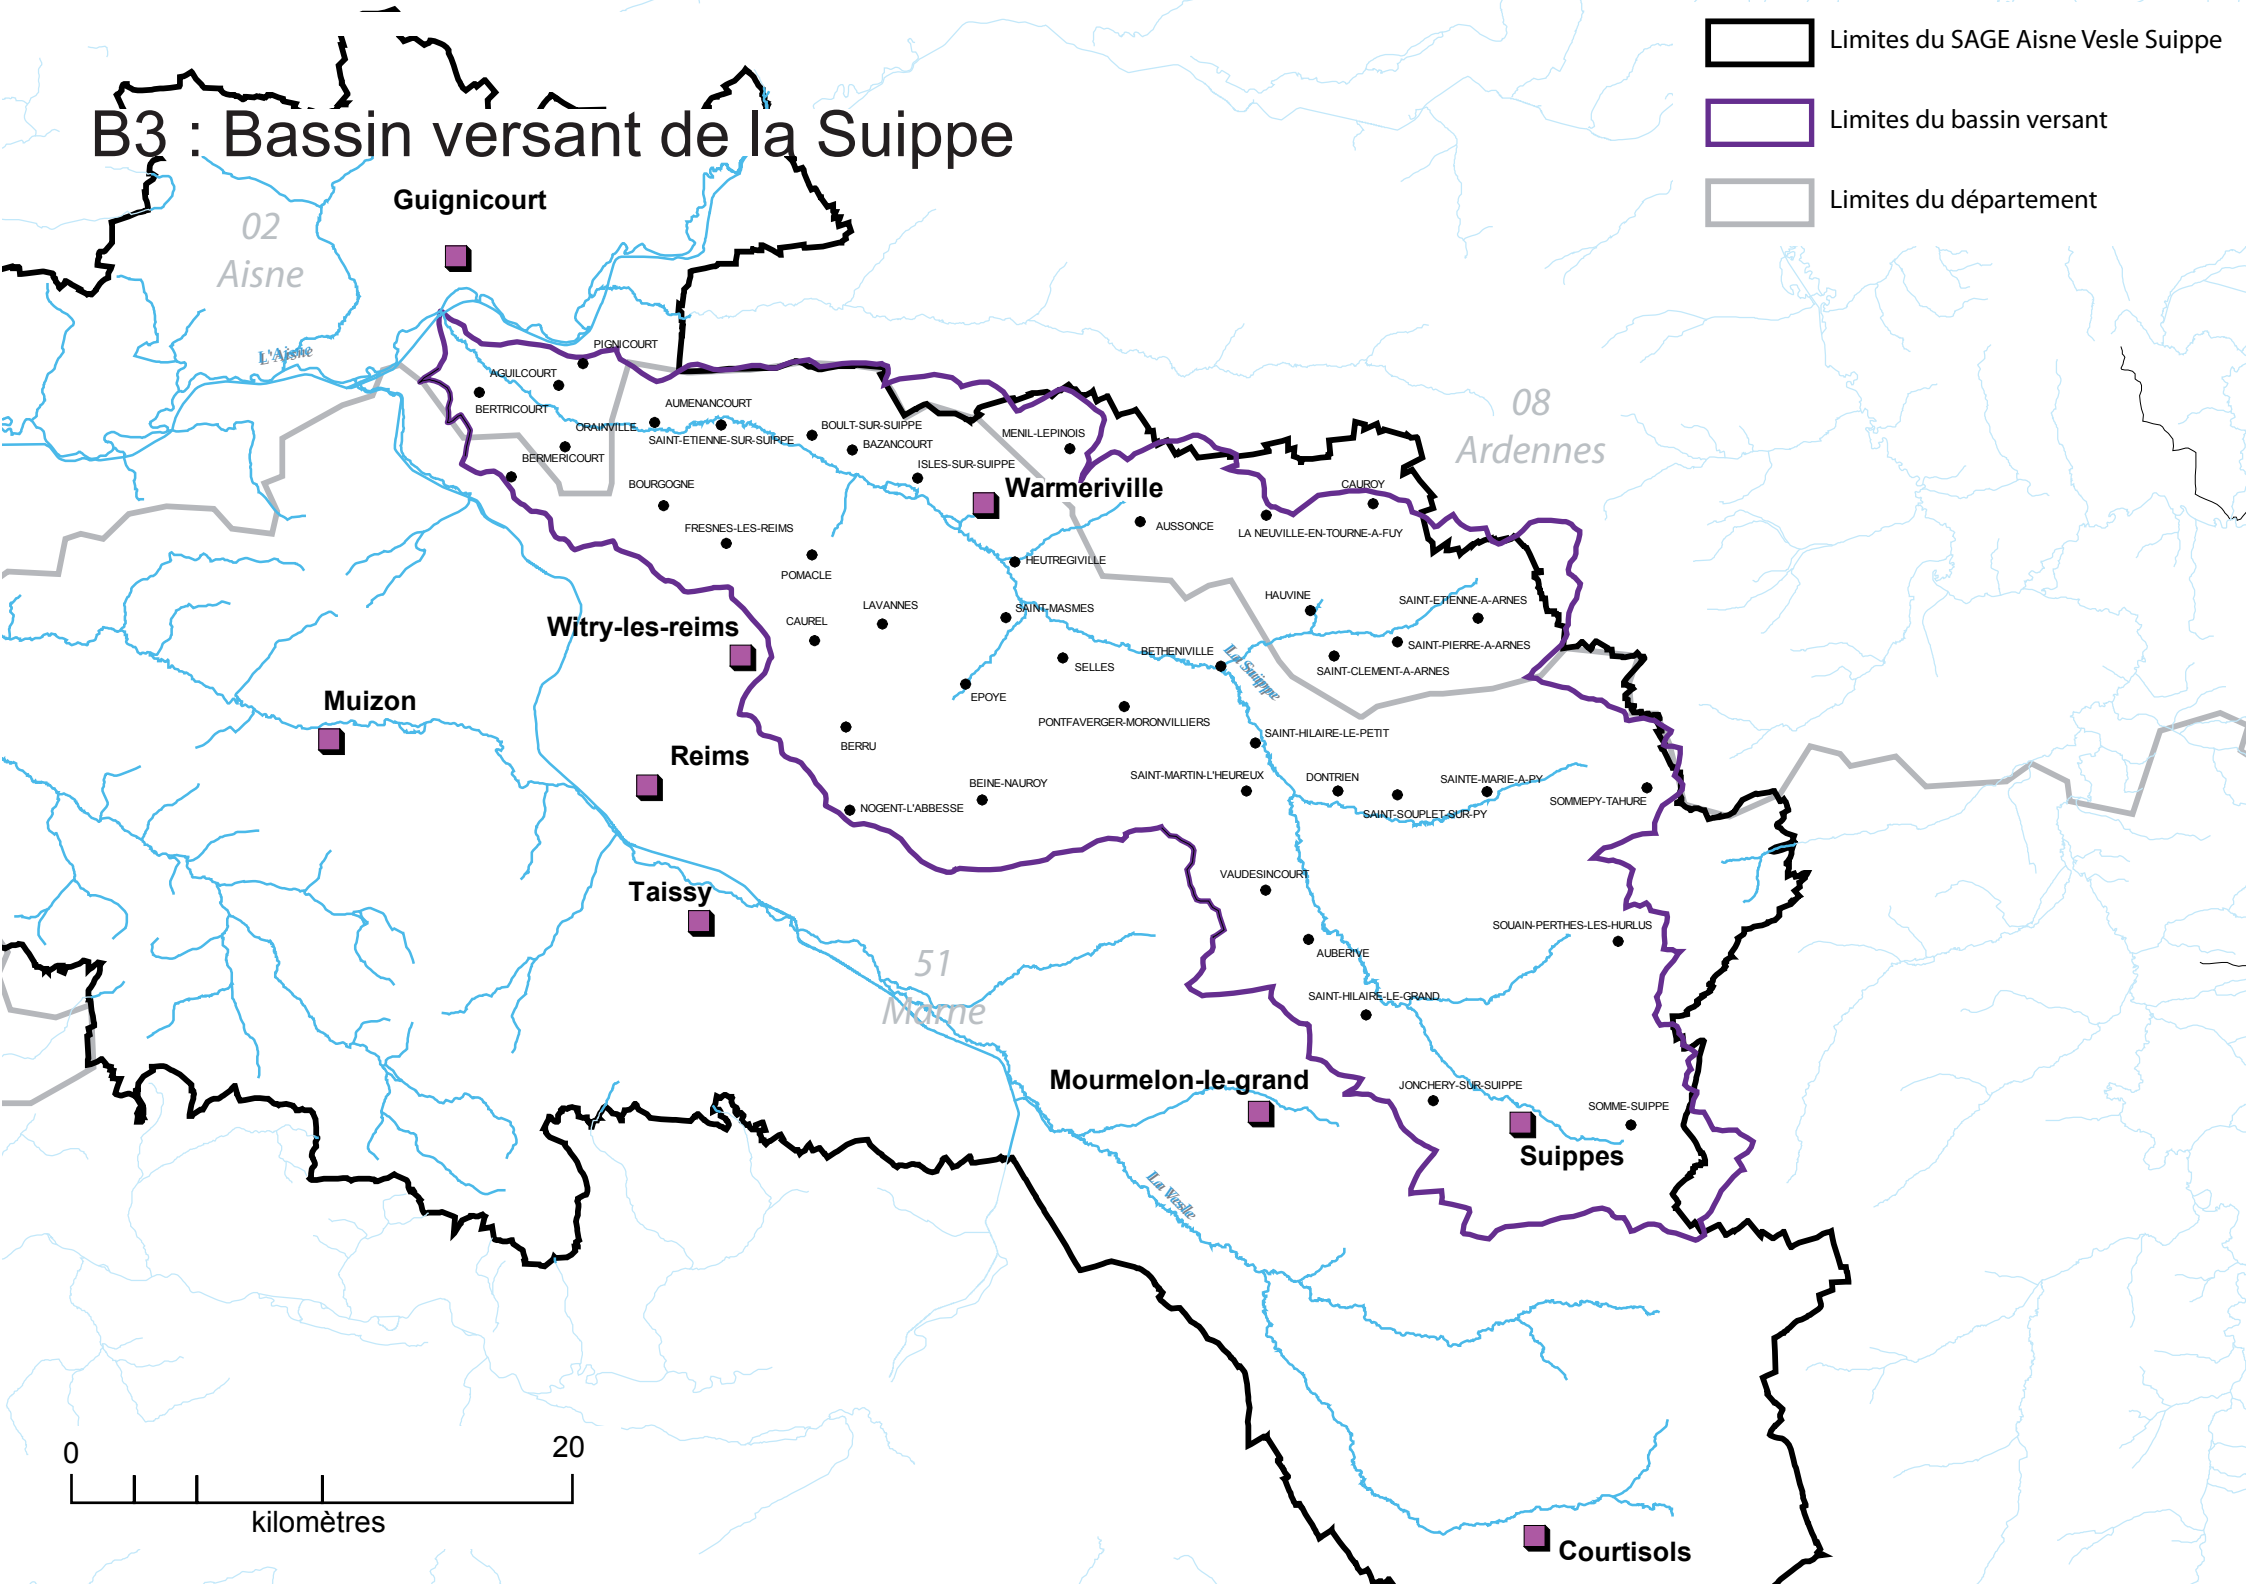 Limites du SAGE Aisne Vesle Suippe
B3 : Bassin versant de la Suippe
Limites du bassin versant
Limites du département
Guignicourt
02
Aisne
L'Aisne
PIGNICOURT
AGUILCOURT
BERTRICOURT
AUMENANCOURT
ORAINVILLE
SAINT-ETIENNE-SUR-SUIPPE
BOULT-SUR-SUIPPE
BAZANCOURT
MENIL-LEPINOIS
08
Ardennes
BERMERICOURT
ISLES-SUR-SUIPPE
BOURGOGNE
Warmeriville
CAUROY
FRESNES-LES-REIMS
AUSSONCE
LA NEUVILLE-EN-TOURNE-A-FUY
POMACLE
HEUTREGIVILLE
LAVANNES
SAINT-MASMES
HAUVINE
SAINT-ETIENNE-A-ARNES
Witry-les-reims
CAUREL
BETHENIVILLE
SAINT-PIERRE-A-ARNES
SELLES
La Suippe
SAINT-CLEMENT-A-ARNES
Muizon
EPOYE
PONTFAVERGER-MORONVILLIERS
SAINT-HILAIRE-LE-PETIT
BERRU
Reims
BEINE-NAUROY
SAINT-MARTIN-L'HEUREUX
DONTRIEN
SAINTE-MARIE-A-PY
SOMMEPY-TAHURE
NOGENT-L'ABBESSE
SAINT-SOUPLET-SUR-PY
VAUDESINCOURT
Taissy
SOUAIN-PERTHES-LES-HURLUS
51
Marne
AUBERIVE
SAINT-HILAIRE-LE-GRAND
Mourmelon-le-grand
JONCHERY-SUR-SUIPPE
SOMME-SUIPPE
Suippes
La Vesle
0
20
kilomètres
Courtisols